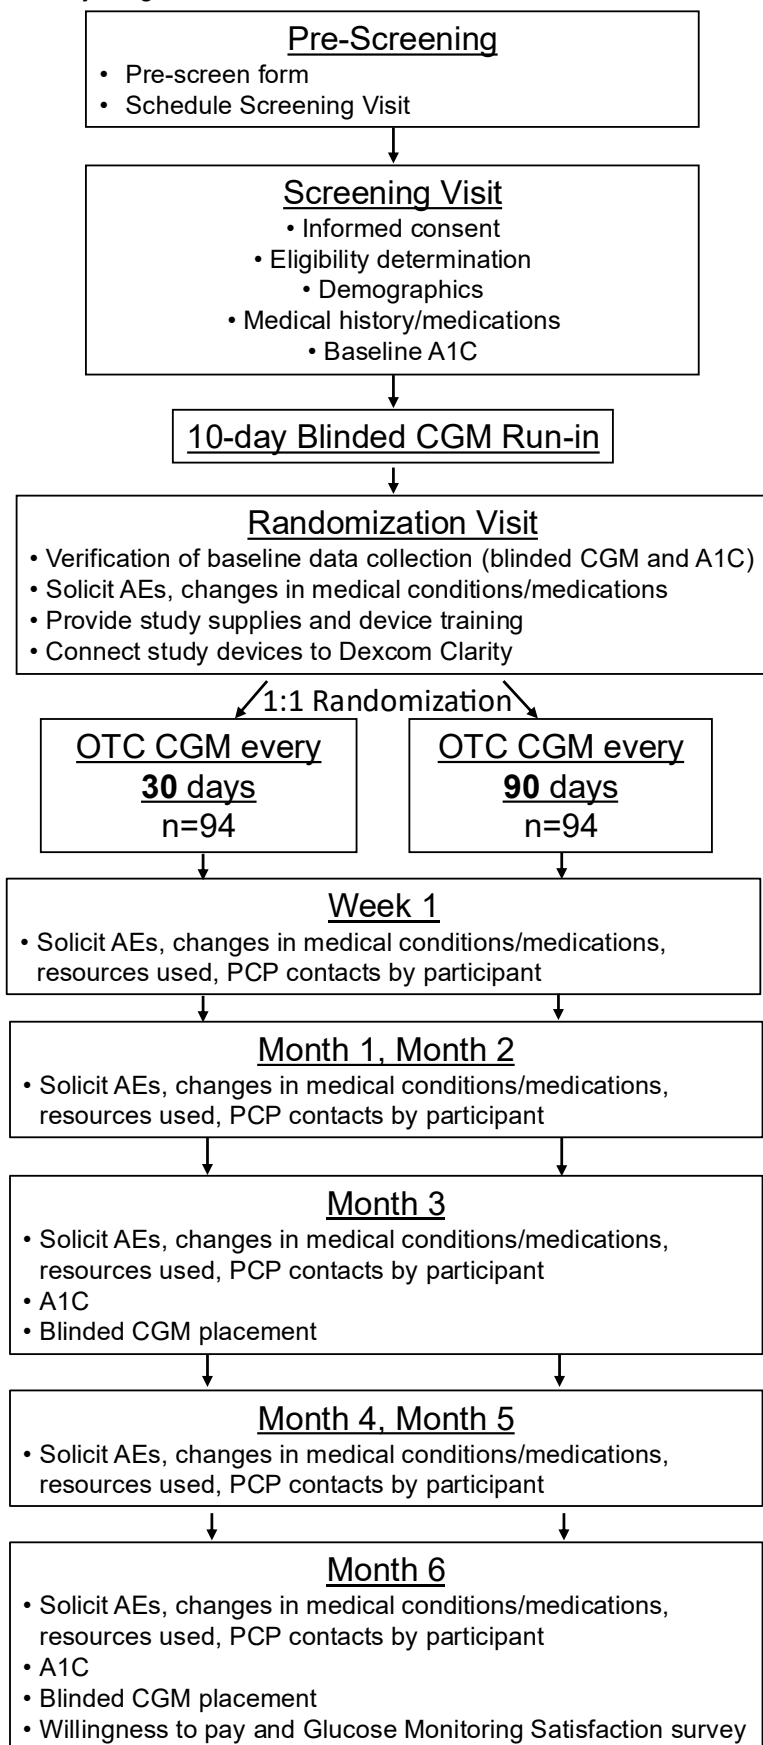 Pre-Screening
• Pre-screen form
• Schedule Screening Visit
Screening Visit
• Informed consent
• Eligibility determination
• Demographics
• Medical history/medications
• Baseline A1C
10-day Blinded CGM Run-in
Randomization Visit
• Verification of baseline data collection (blinded CGM and A1C)
• Solicit AEs, changes in medical conditions/medications
• Provide study supplies and device training
• Connect study devices to Dexcom Clarity
1:1 Randomization
OTC CGM every
30 days
n=94
OTC CGM every
90 days
n=94
Week 1
• Solicit AEs, changes in medical conditions/medications,
resources used, PCP contacts by participant
Month 1, Month 2
• Solicit AEs, changes in medical conditions/medications,
resources used, PCP contacts by participant
Month 3
• Solicit AEs, changes in medical conditions/medications,
resources used, PCP contacts by participant
• A1C
• Blinded CGM placement
Month 4, Month 5
• Solicit AEs, changes in medical conditions/medications,
resources used, PCP contacts by participant
Month 6
• Solicit AEs, changes in medical conditions/medications,
resources used, PCP contacts by participant
• A1C
• Blinded CGM placement
• Willingness to pay and Glucose Monitoring Satisfaction survey